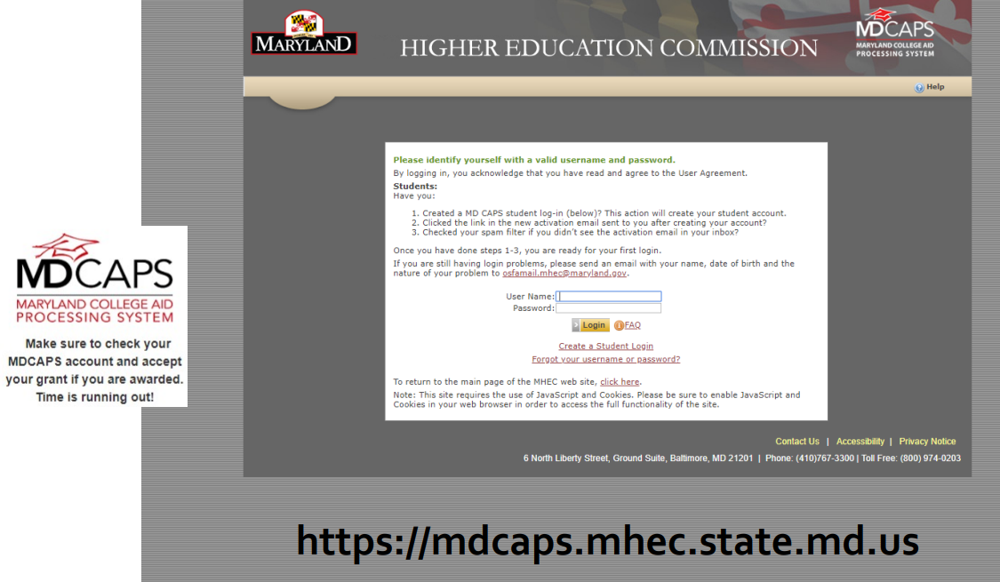 MARYLAND
HIGHER EDUCATION COMMISSION
MDCAPS
MARYLAND COLLEGE AID
PROCESSING SYSTEM
Help
Please identify yourself with a valid username and password.
By logging in, you acknowledge that you have read and agree to the User Agreement.
Students:
Have you:
1. Created a MD CAPS student log-in (below)? This action will create your student account.
2. Clicked the link in the new activation email sent to you after creating your account?
3. Checked your spam filter if you didn't see the activation email in your inbox?
Once you have done steps 1-3, you are ready for your first login.
If you are still having login problems, please send an email with your name, date of birth and the
nature of your problem to osfamail.mhec@maryland.gov.
User Name:
Password:
Login FAQ
Create a Student Login
Forgot your username or password?
To return to the main page of the MHEC web site, click here.
Note: This site requires the use of JavaScript and Cookies. Please be sure to enable JavaScript and
Cookies in your web browser in order to access the full functionality of the site.
Contact Us | Accessibility | Privacy Notice
6 North Liberty Street, Ground Suite, Baltimore, MD 21201 | Phone: (410)767-3300 | Toll Free: (800) 974-0203
MDCAPS
MARYLAND COLLEGE AID
PROCESSING SYSTEM
Make sure to check your
MDCAPS account and accept
your grant if you are awarded.
Time is running out!
https://mdcaps.mhec.state.md.us